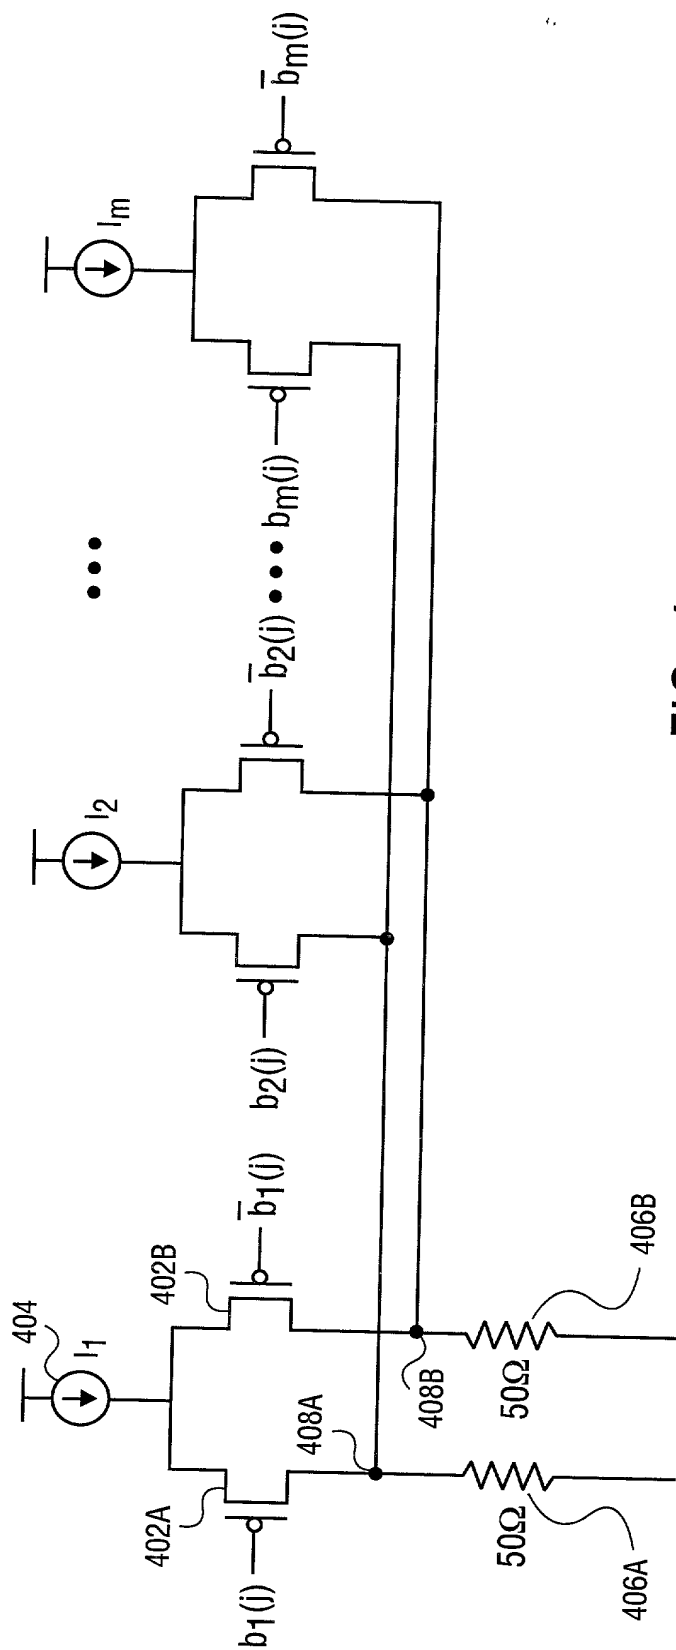 404
I₁
I₂
Iₘ
402A
402B
b₁(j)
b̅₁(j)
b₂(j)
b̅₂(j)
bₘ(j)
b̅ₘ(j)
408A
408B
50Ω
50Ω
406A
406B